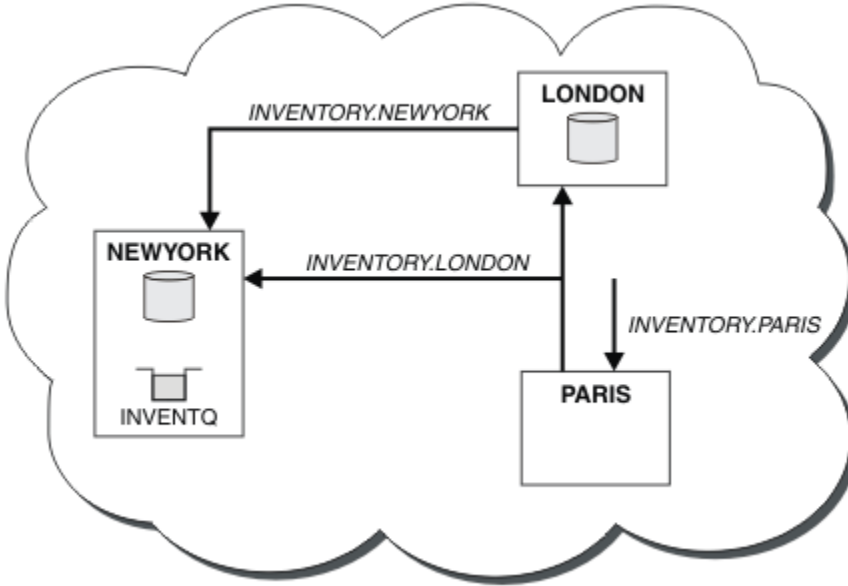 LONDON
INVENTORY.NEWYORK
NEWYORK
INVENTORY.LONDON
INVENTORY.PARIS
PARIS
INVENTQ